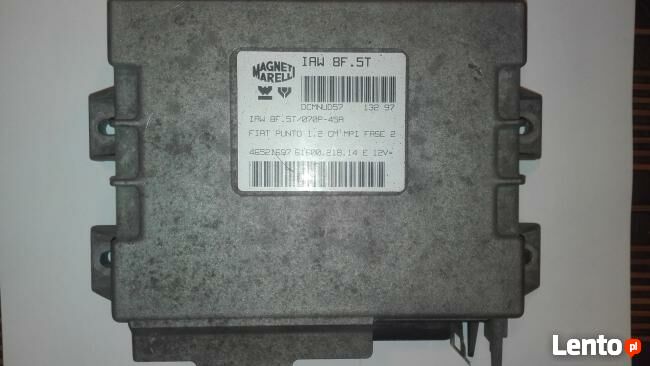 MAGNETI MARELLI
IAW 8F.5T
DCMNUD57 132 97
IAW 8F.5T/070P-45A
FIAT PUNTO 1.2 CM MPI FASE 2
46521697 61600.218.14 E 12V-
Lento pl